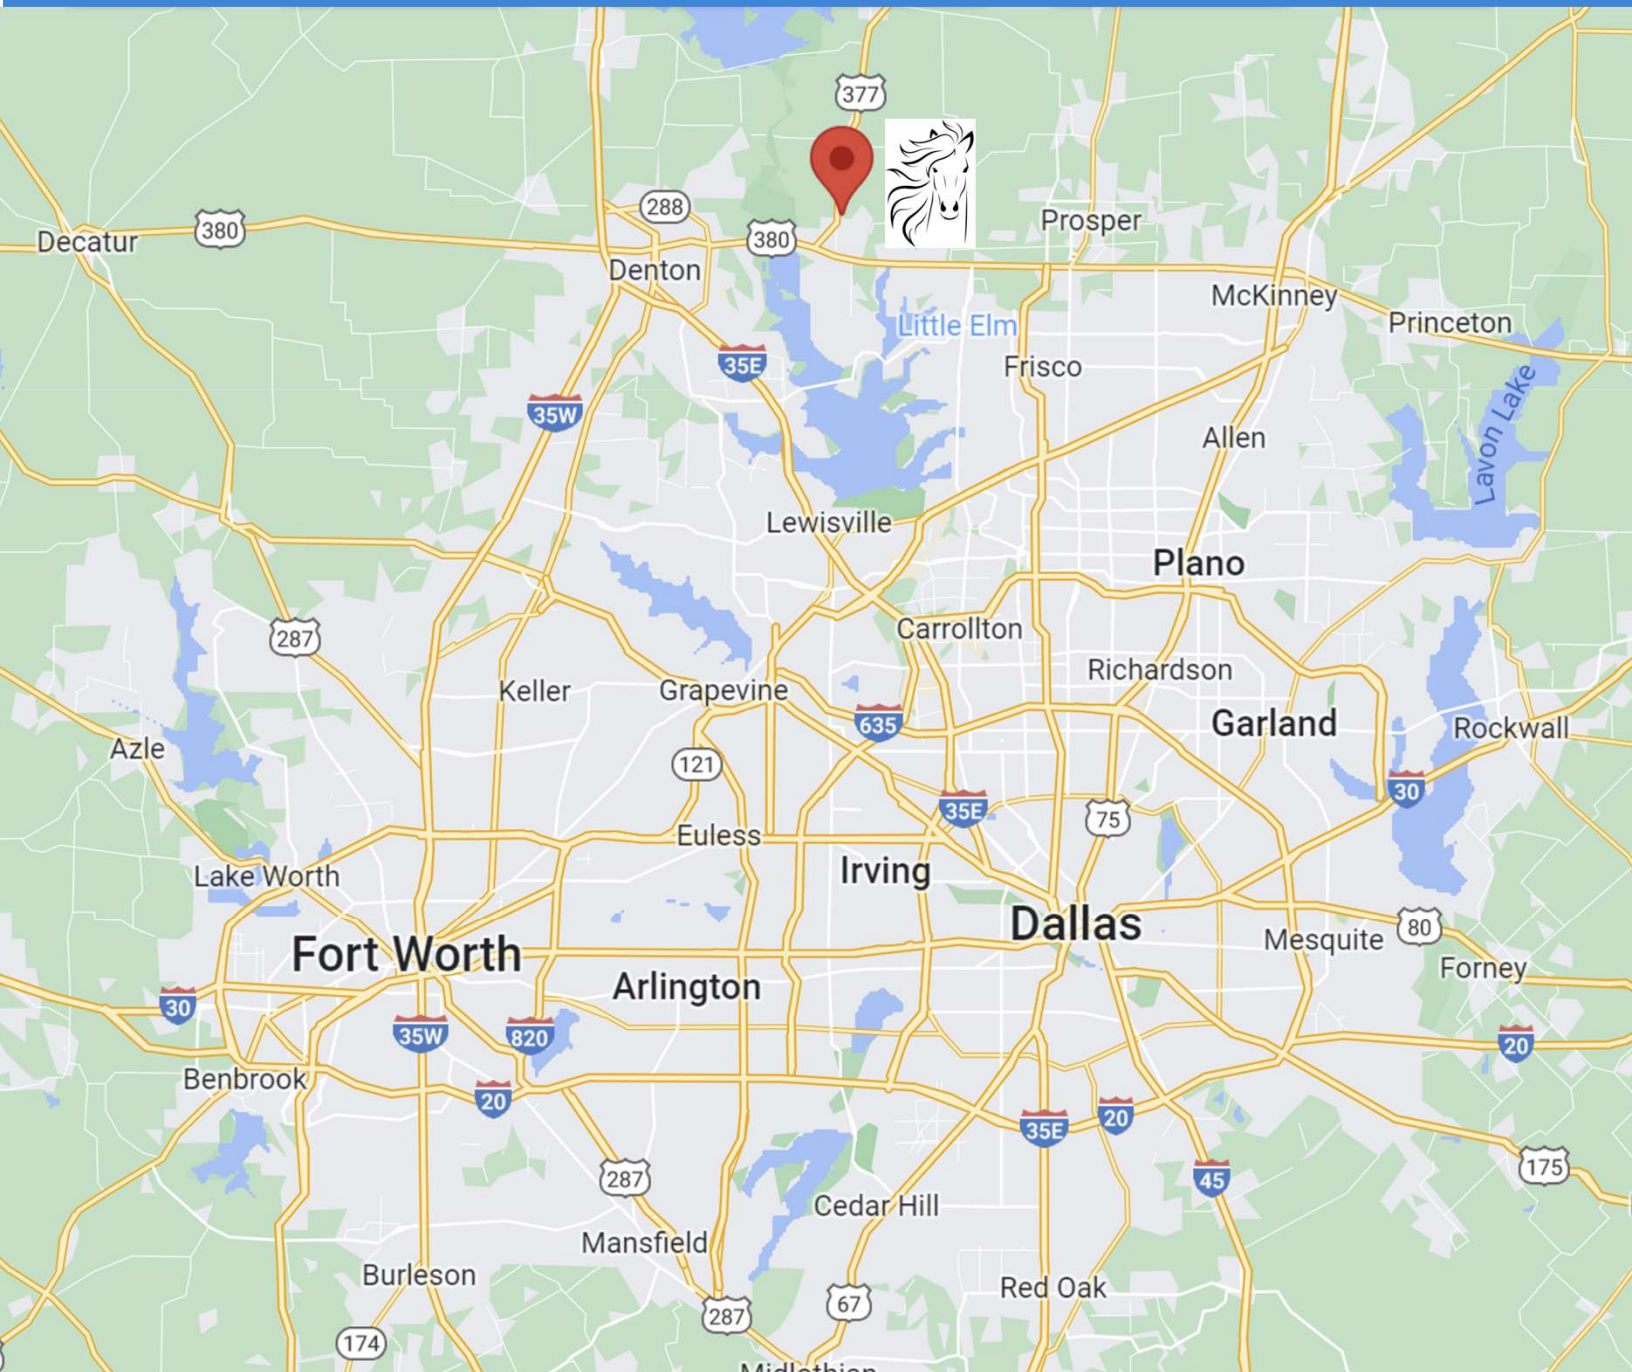 377
288
Prosper
380
380
Decatur
Denton
McKinney
Little Elm
Princeton
35E
Frisco
35W
Allen
Lavon Lake
Lewisville
Plano
Carrollton
287
Richardson
Keller
Grapevine
635
Garland
Rockwall
Azle
121
30
35E
75
Euless
Irving
Lake Worth
Dallas
80
Mesquite
Fort Worth
Forney
Arlington
30
35W
820
20
Benbrook
20
20
35E
175
287
45
Cedar Hill
Mansfield
Burleson
Red Oak
67
287
174
Midlothian